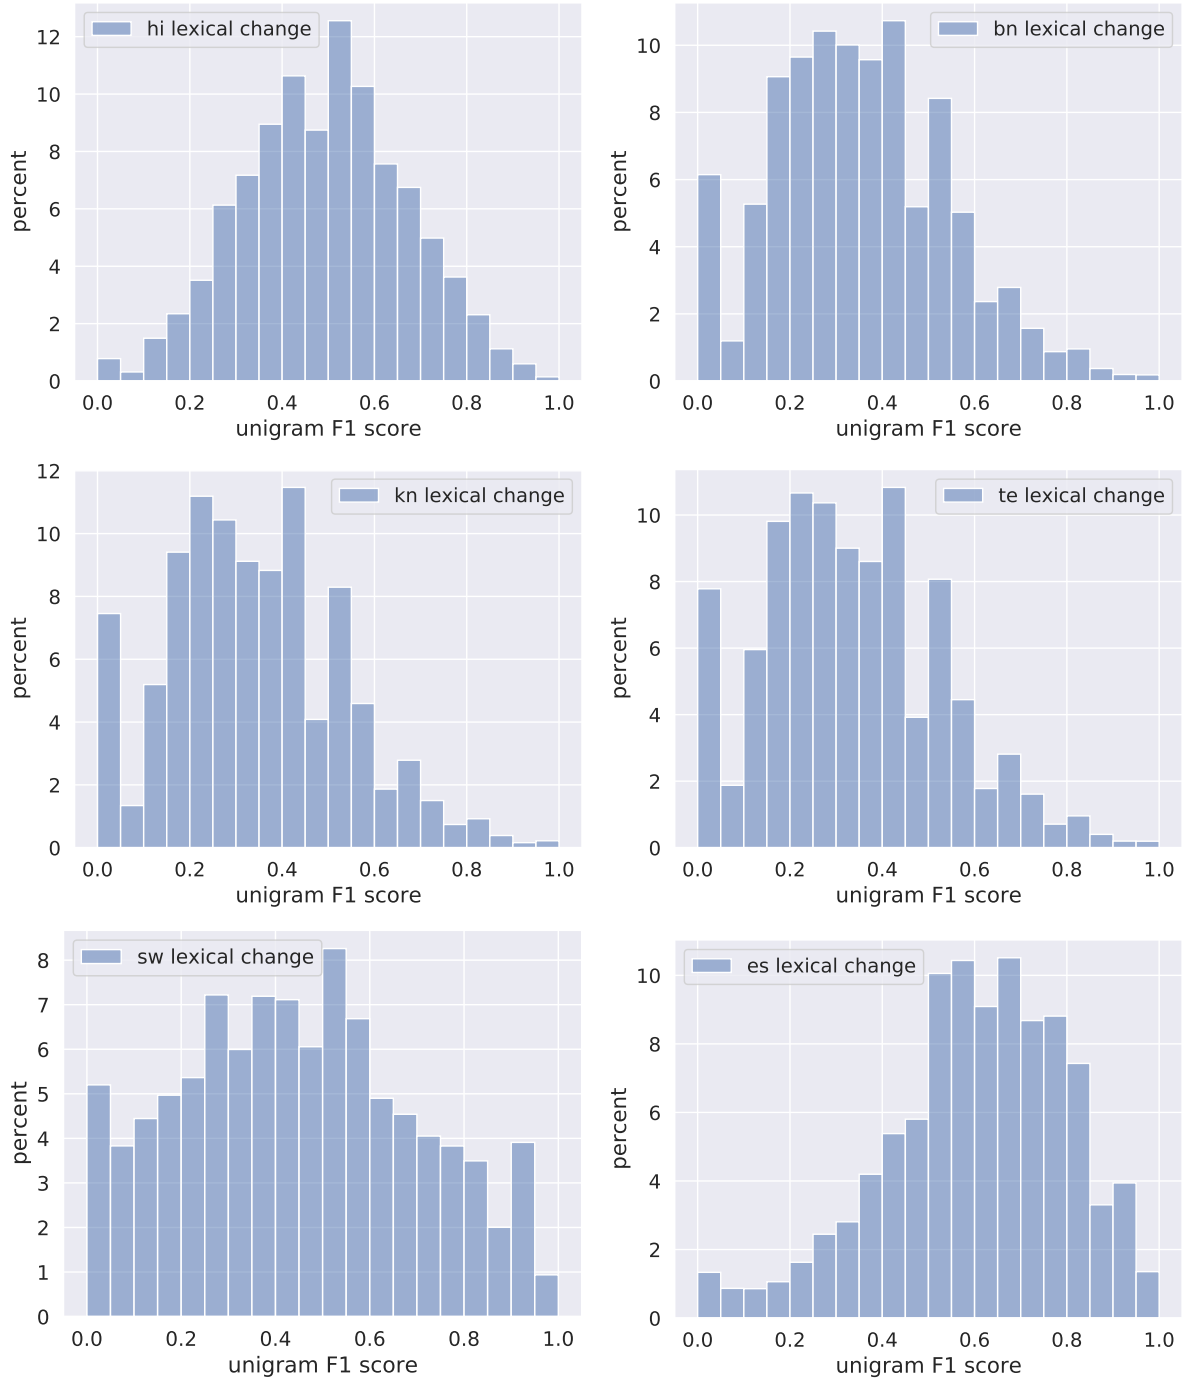 hi lexical change
percent
12
10
8
6
4
2
0
0.0 0.2 0.4 0.6 0.8 1.0
unigram F1 score
bn lexical change
percent
10
8
6
4
2
0
0.0 0.2 0.4 0.6 0.8 1.0
unigram F1 score
kn lexical change
percent
12
10
8
6
4
2
0
0.0 0.2 0.4 0.6 0.8 1.0
unigram F1 score
te lexical change
percent
10
8
6
4
2
0
0.0 0.2 0.4 0.6 0.8 1.0
unigram F1 score
sw lexical change
percent
8
7
6
5
4
3
2
1
0
0.0 0.2 0.4 0.6 0.8 1.0
unigram F1 score
es lexical change
percent
10
8
6
4
2
0
0.0 0.2 0.4 0.6 0.8 1.0
unigram F1 score